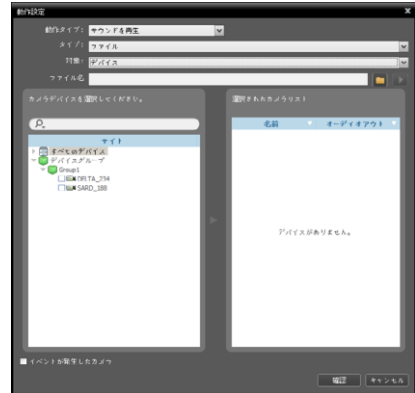 動作設定
動作タイプ: サウンドを再生
タイプ: ファイル
対象: デバイス
ファイル名
カメラデバイスを選択してください。
選択されたカメラリスト
サイト
名前 オーディオアウト
すべてのデバイス
デバイスグループ
Group1
DELTA_234
SARD_188
デバイスがありません。
イベントが発生したカメラ
確認 キャンセル